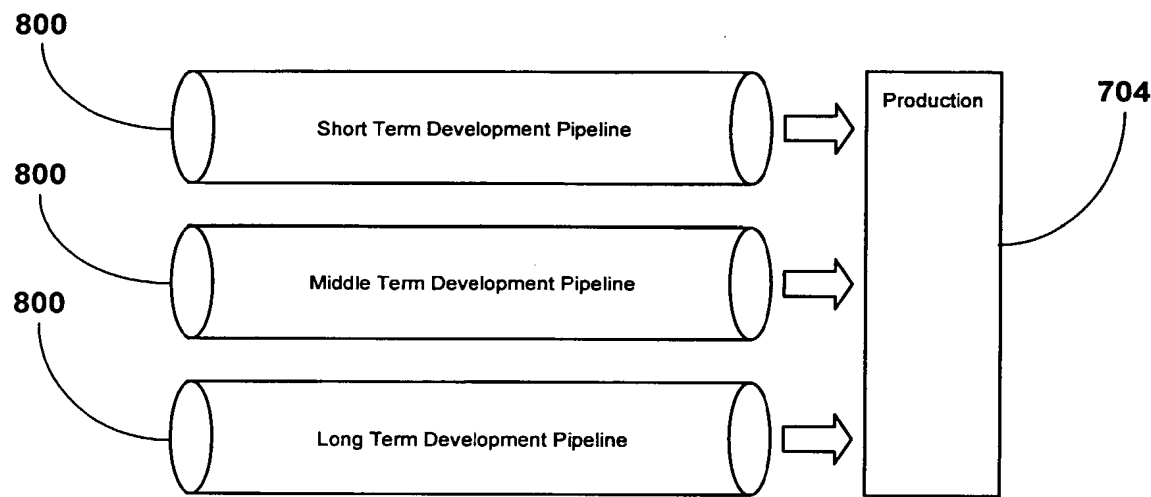 800
Short Term Development Pipeline
Production
704
800
Middle Term Development Pipeline
800
Long Term Development Pipeline